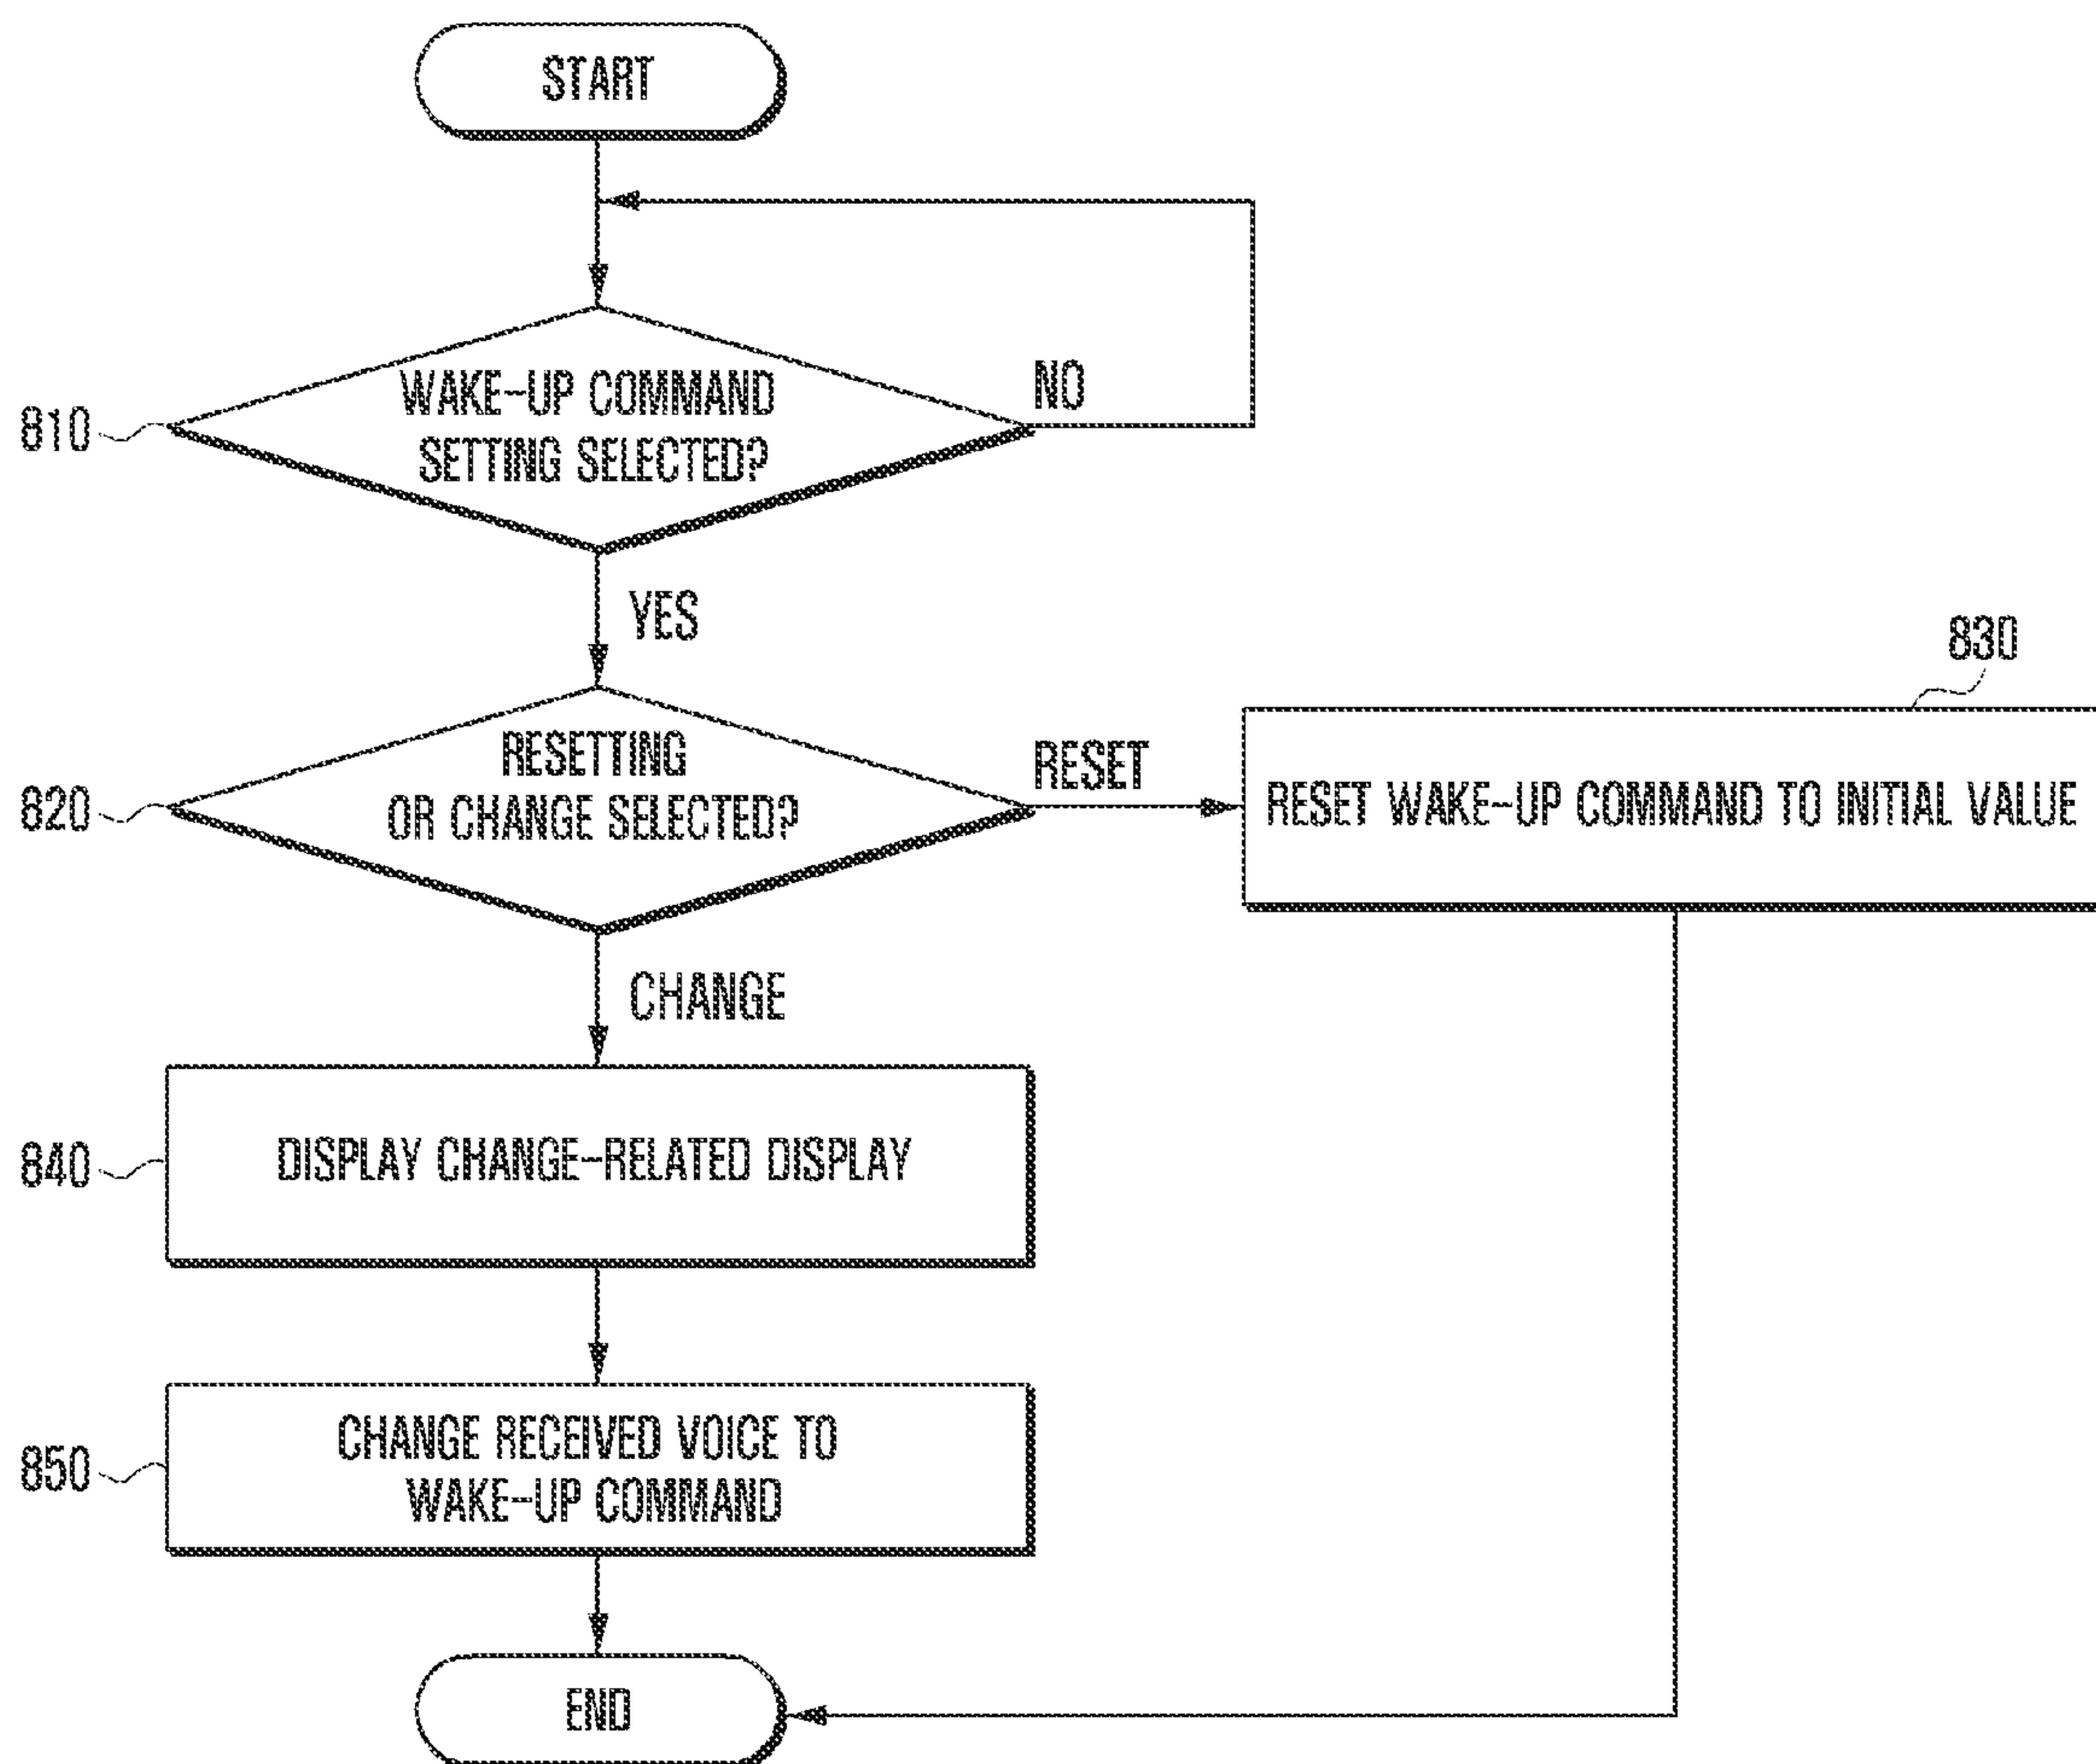 START
WAKE-UP COMMAND
SETTING SELECTED?
NO
810
YES
830
RESETTING
OR CHANGE SELECTED?
RESET
RESET WAKE-UP COMMAND TO INITIAL VALUE
820
CHANGE
DISPLAY CHANGE-RELATED DISPLAY
840
CHANGE RECEIVED VOICE TO
WAKE-UP COMMAND
850
END